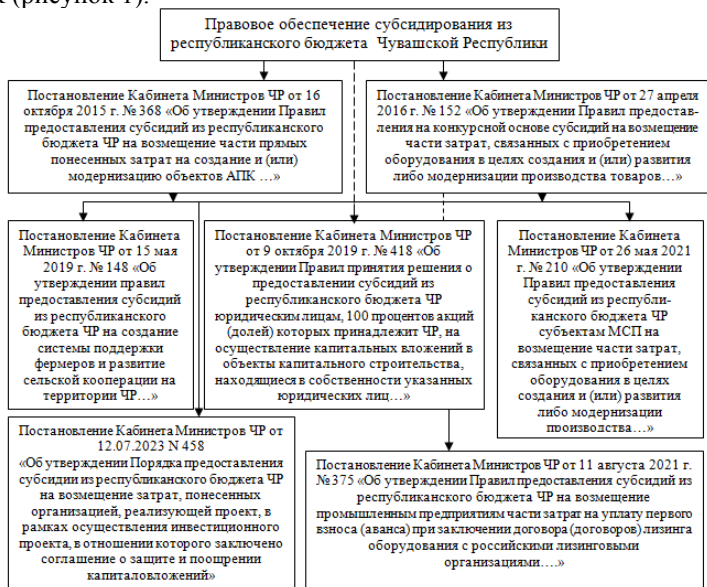 (рисунок 1).
Правовое обеспечение субсидирования из
республиканского бюджета Чувашской Республики
Постановление Кабинета Министров ЧР от 16
октября 2015 г. № 368 «Об утверждении Правил
предоставления субсидий из республиканского
бюджета ЧР на возмещение части прямых
понесенных затрат на создание и (или)
модернизацию объектов АПК …»
Постановление Кабинета Министров ЧР от 27 апреля
2016 г. № 152 «Об утверждении Правил предостав-
ления на конкурсной основе субсидий на возмещение
части затрат, связанных с приобретением
оборудования в целях создания и (или) развития
либо модернизации производства товаров…»
Постановление Кабинета
Министров ЧР от 15 мая
2019 г. № 148 «Об
утверждении правил
предоставления субсидий
из республиканского
бюджета ЧР на создание
системы поддержки
фермеров и развитие
сельской кооперации на
территории ЧР…»
Постановление Кабинета Министров ЧР
от 9 октября 2019 г. № 418 «Об
утверждении Правил принятия решения о
предоставлении субсидий из
республиканского бюджета ЧР
юридическим лицам, 100 процентов акций
(долей) которых принадлежит ЧР, на
осуществление капитальных вложений в
объекты капитального строительства,
находящиеся в собственности указанных
юридических лиц…»
Постановление Кабинета
Министров ЧР от 26 мая 2021
г. № 210 «Об утверждении
Правил предоставления
субсидий из республи-
канского бюджета ЧР
субъектам МСП на
возмещение части затрат,
связанных с приобретением
оборудования в целях
создания и (или) развития
либо модернизации
производства…»
Постановление Кабинета Министров ЧР от
12.07.2023 N 458
«Об утверждении Порядка предоставления
субсидии из республиканского бюджета ЧР
на возмещение затрат, понесенных
организацией, реализующей проект, в
рамках осуществления инвестиционного
проекта, в отношении которого заключено
соглашение о защите и поощрении
капиталовложений»
Постановление Кабинета Министров ЧР от 11 августа 2021 г.
№ 375 «Об утверждении Правил предоставления субсидий из
республиканского бюджета ЧР на возмещение
промышленным предприятиям части затрат на уплату первого
взноса (аванса) при заключении договора (договоров) лизинга
оборудования с российскими лизинговыми
организациями….»